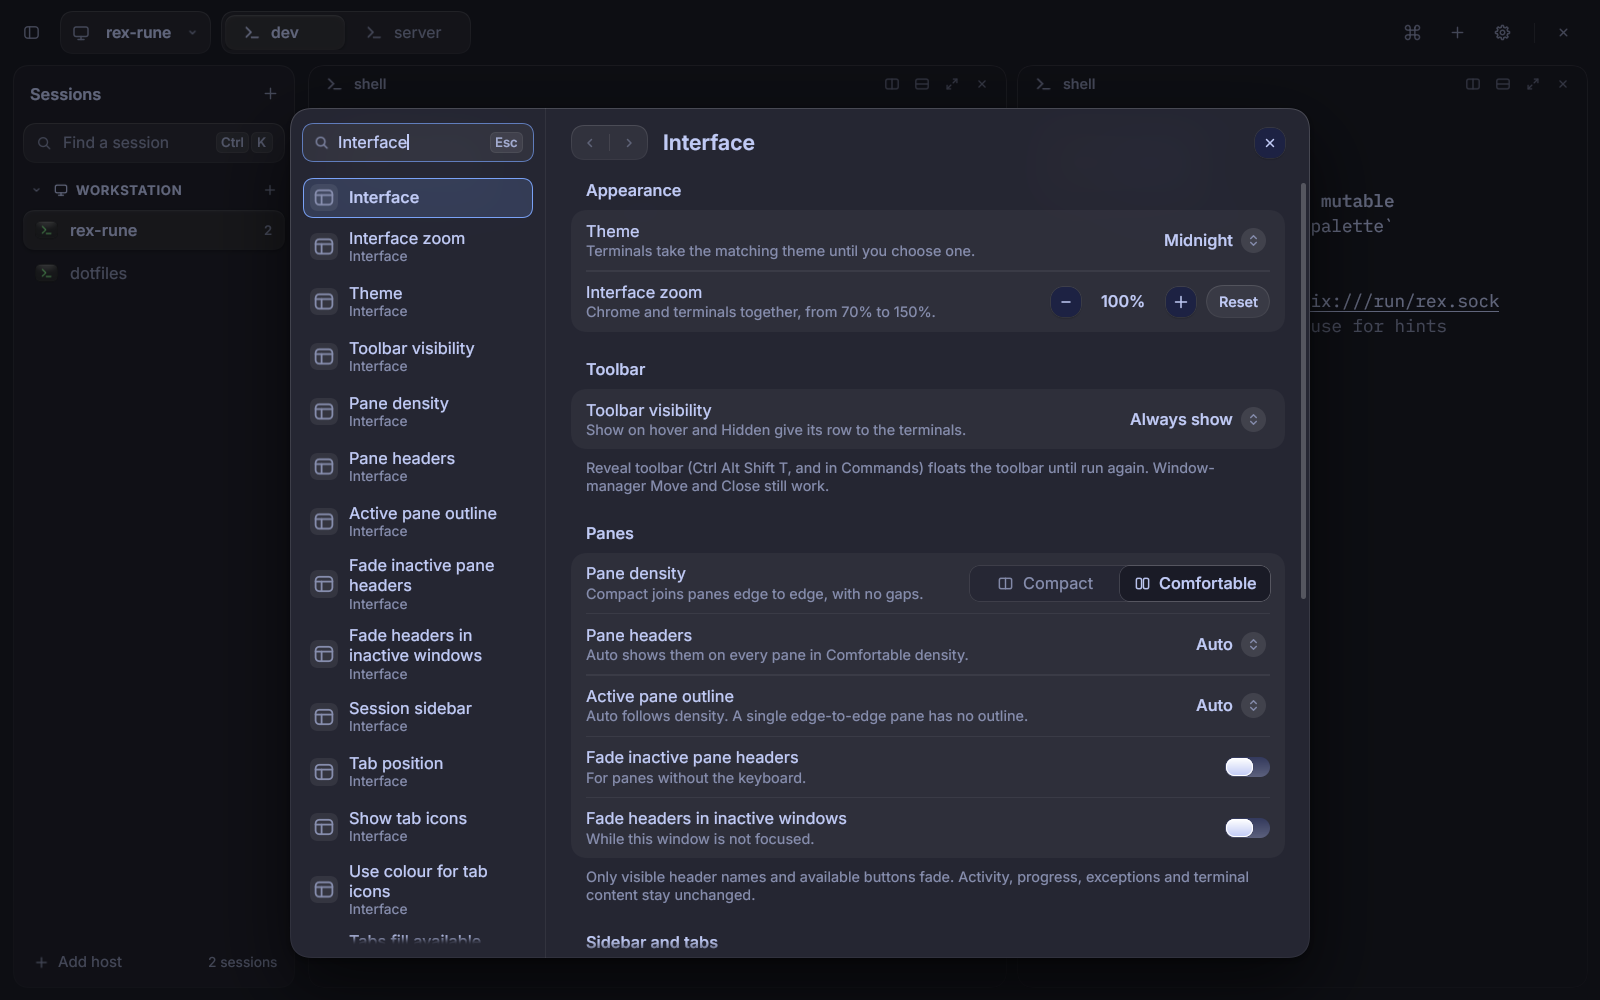 rex-rune
dev
server
Sessions
Find a session
Ctrl
K
WORKSTATION
rex-rune
2
dotfiles
Add host
2 sessions
shell
shell
mutable
palette`
ix:///run/rex.sock
use for hints
Interface
Esc
Interface
Interface zoom
Interface
Theme
Interface
Toolbar visibility
Interface
Pane density
Interface
Pane headers
Interface
Active pane outline
Interface
Fade inactive pane
headers
Interface
Fade headers in
inactive windows
Interface
Session sidebar
Interface
Tab position
Interface
Show tab icons
Interface
Use colour for tab
icons
Interface
Tabs fill available
Interface
Appearance
Theme
Terminals take the matching theme until you choose one.
Midnight
Interface zoom
Chrome and terminals together, from 70% to 150%.
100%
Reset
Toolbar
Toolbar visibility
Show on hover and Hidden give its row to the terminals.
Always show
Reveal toolbar (Ctrl Alt Shift T, and in Commands) floats the toolbar until run again. Window-
manager Move and Close still work.
Panes
Pane density
Compact joins panes edge to edge, with no gaps.
Compact
Comfortable
Pane headers
Auto shows them on every pane in Comfortable density.
Auto
Active pane outline
Auto follows density. A single edge-to-edge pane has no outline.
Auto
Fade inactive pane headers
For panes without the keyboard.
Fade headers in inactive windows
While this window is not focused.
Only visible header names and available buttons fade. Activity, progress, exceptions and terminal
content stay unchanged.
Sidebar and tabs